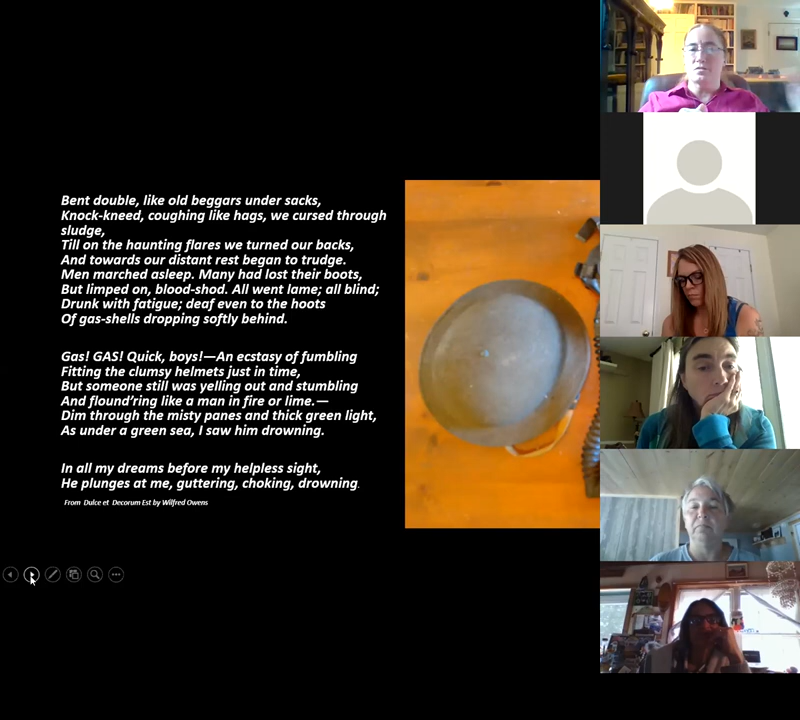 Bent double, like old beggars under sacks,
Knock-kneed, coughing like hags, we cursed through
sludge,
Till on the haunting flares we turned our backs,
And towards our distant rest began to trudge.
Men marched asleep. Many had lost their boots,
But limped on, blood-shod. All went lame; all blind;
Drunk with fatigue; deaf even to the hoots
Of gas-shells dropping softly behind.
Gas! GAS! Quick, boys!—An ecstasy of fumbling
Fitting the clumsy helmets just in time,
But someone still was yelling out and stumbling
And flound’ring like a man in fire or lime.—
Dim through the misty panes and thick green light,
As under a green sea, I saw him drowning.
In all my dreams before my helpless sight,
He plunges at me, guttering, choking, drowning.
From Dulce et Decorum Est by Wilfred Owens